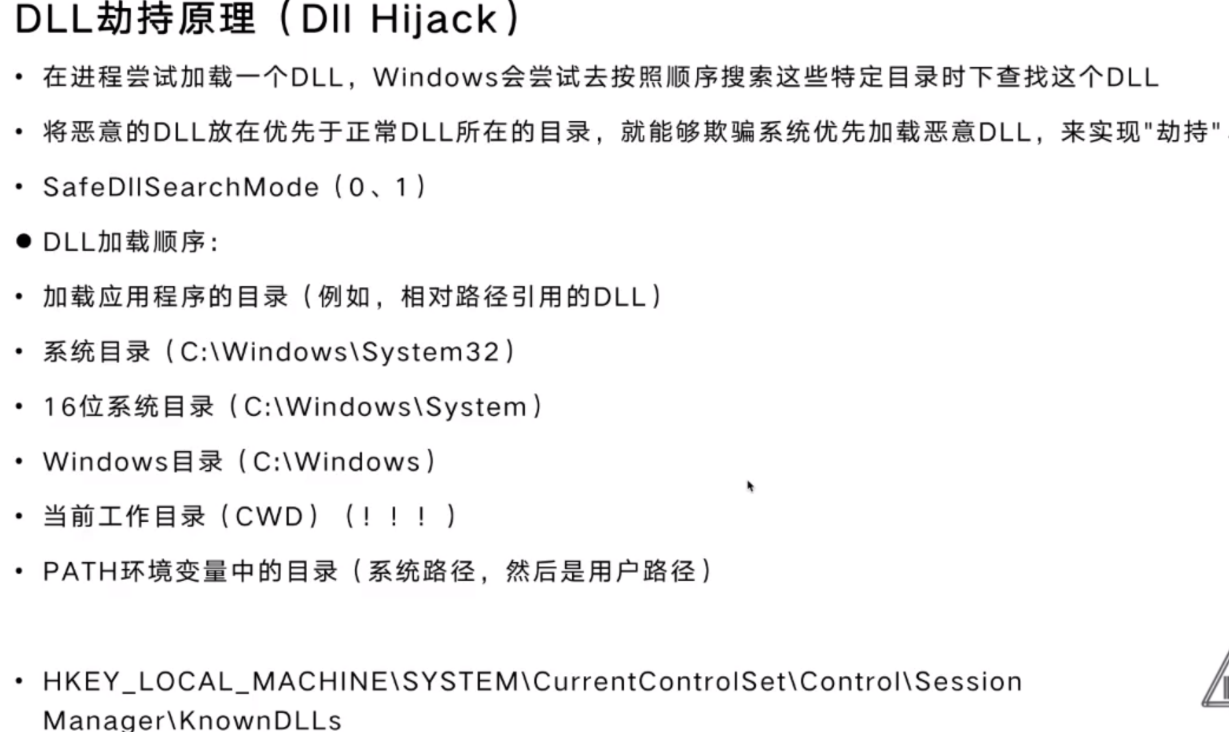 DLL劫持原理（Dll Hijack）
• 在进程尝试加载一个DLL，Windows会尝试去按照顺序搜索这些特定目录时下查找这个DLL
• 将恶意的DLL放在优先于正常DLL所在的目录，就能够欺骗系统优先加载恶意DLL，来实现"劫持"
• SafeDllSearchMode（0、1）
● DLL加载顺序：
• 加载应用程序的目录（例如，相对路径引用的DLL）
• 系统目录（C:\Windows\System32）
• 16位系统目录（C:\Windows\System）
• Windows目录（C:\Windows）
• 当前工作目录（CWD）（！！！）
• PATH环境变量中的目录（系统路径，然后是用户路径）
• HKEY_LOCAL_MACHINE\SYSTEM\CurrentControlSet\Control\Session
Manager\KnownDLLs